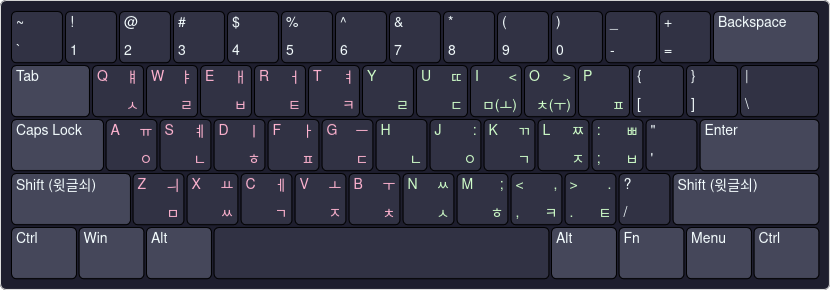 ~ ! @ # $ % ^ & * ( ) _ + Backspace
` 1 2 3 4 5 6 7 8 9 0 - =
Tab Q ㅒ W ㅑ E ㅐ R ㅓ T ㅕ Y U ㄸ I < O > P { } |
ㅅ ㄹ ㅂ ㅌ ㅋ ㄹ ㄷ ㅁ(ㅗ) ㅊ(ㅜ) ㅍ [ ] \
Caps Lock A ㅠ S ㅖ D ㅣ F ㅏ G ㅡ H J : K ㄲ L ㅉ : ㅃ " Enter
ㅇ ㄴ ㅎ ㅍ ㄷ ㄴ ㅇ ㄱ ㅈ ; ㅂ '
Shift (윗글쇠) Z ㅢ X ㅛ C ㅔ V ㅗ B ㅜ N ㅆ M ; < , > . ? Shift (윗글쇠)
ㅁ ㅆ ㄱ ㅈ ㅊ ㅅ ㅎ , ㅋ . ㅌ /
Ctrl Win Alt Alt Fn Menu Ctrl